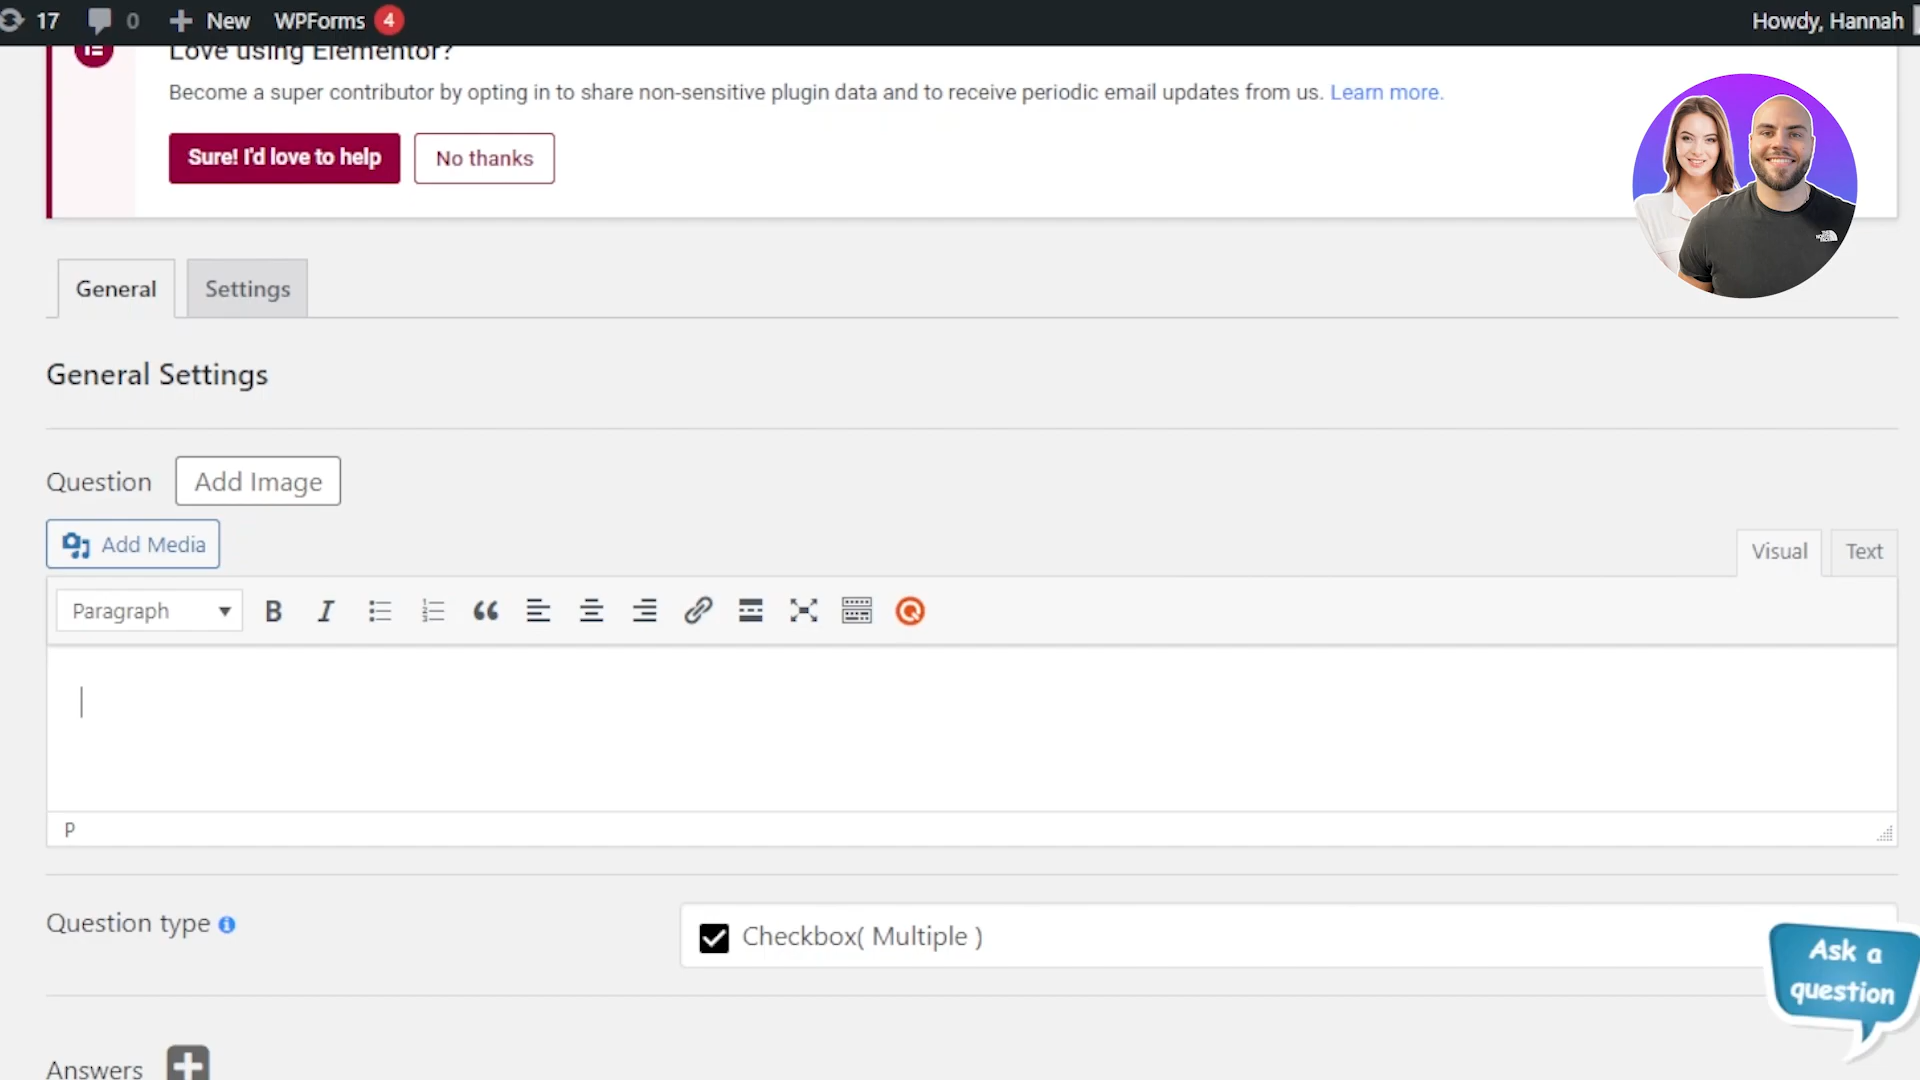 17 0 New WPForms 4 Howdy, Hannah
Love using Elementor?
Become a super contributor by opting in to share non-sensitive plugin data and to receive periodic email updates from us. Learn more.
Sure! I'd love to help No thanks
General Settings
General Settings
Question Add Image
Add Media Visual Text
Paragraph
P
Question type Checkbox( Multiple )
Ask a
question
Answers